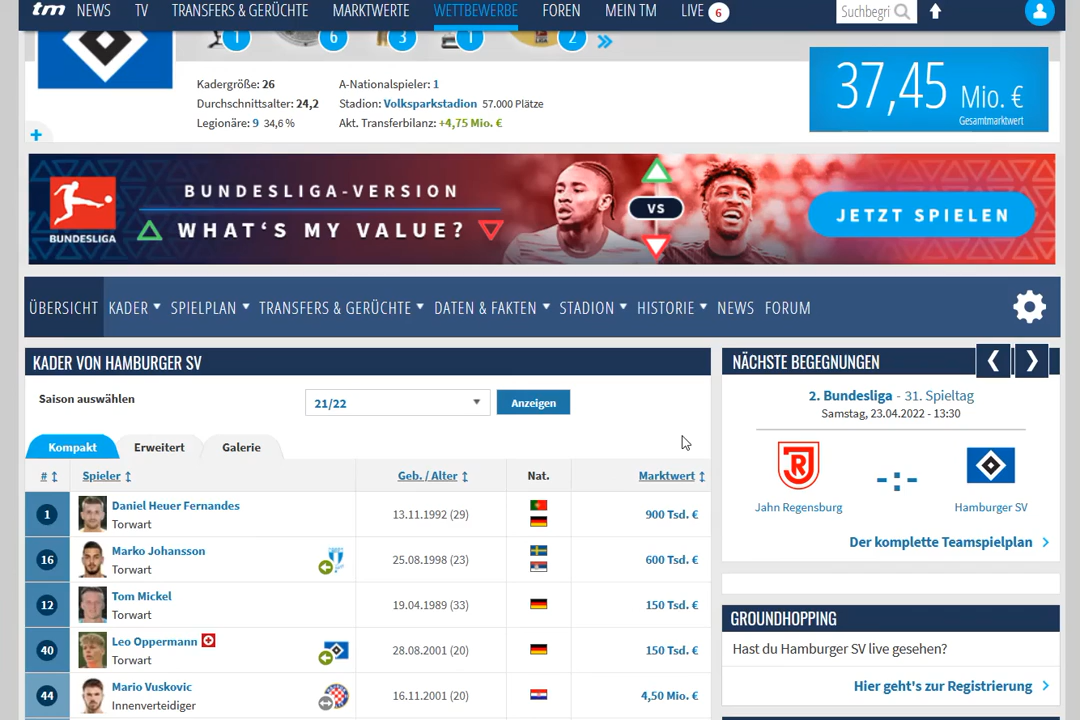 tm NEWS TV TRANSFERS & GERÜCHTE MARKTWERTE WETTBEWERBE FOREN MEIN TM LIVE 6 Suchbegri
1 6 3 1 2
Kadergröße: 26 A-Nationalspieler: 1
Durchschnittsalter: 24,2 Stadion: Volksparkstadion 57.000 Plätze
Legionäre: 9 34,6 % Akt. Transferbilanz: +4,75 Mio. €
37,45 Mio. €
Gesamtmarktwert
+
BUNDESLIGA
BUNDESLIGA-VERSION
WHAT'S MY VALUE?
VS
JETZT SPIELEN
ÜBERSICHT KADER SPIELPLAN TRANSFERS & GERÜCHTE DATEN & FAKTEN STADION HISTORIE NEWS FORUM
KADER VON HAMBURGER SV
Saison auswählen 21/22 Anzeigen
Kompakt Erweitert Galerie
# Spieler Geb. / Alter Nat. Marktwert
1 Daniel Heuer Fernandes 13.11.1992 (29) 900 Tsd. €
Torwart
16 Marko Johansson 25.08.1998 (23) 600 Tsd. €
Torwart
12 Tom Mickel 19.04.1989 (33) 150 Tsd. €
Torwart
40 Leo Oppermann 28.08.2001 (20) 150 Tsd. €
Torwart
44 Mario Vuskovic 16.11.2001 (20) 4,50 Mio. €
Innenverteidiger
NÄCHSTE BEGEGNUNGEN
2. Bundesliga - 31. Spieltag
Samstag, 23.04.2022 - 13:30
-:-
Jahn Regensburg Hamburger SV
Der komplette Teamspielplan
GROUNDHOPPING
Hast du Hamburger SV live gesehen?
Hier geht's zur Registrierung